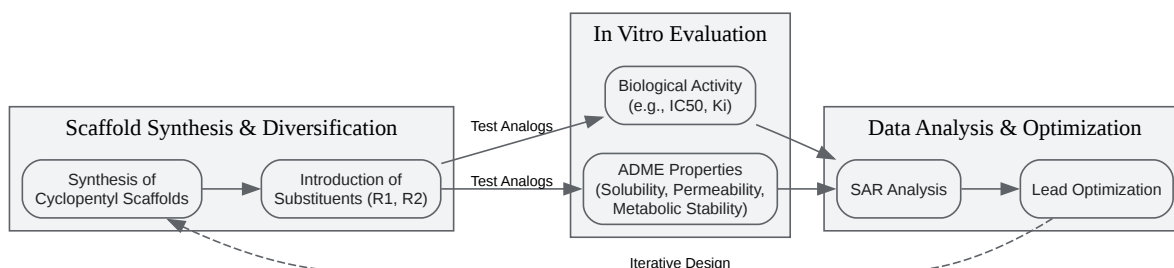 In Vitro Evaluation
Biological Activity
(e.g., IC50, Ki)
Scaffold Synthesis & Diversification
Test Analogs
Data Analysis & Optimization
Synthesis of
Cyclopentyl Scaffolds
Introduction of
Substituents (R1, R2)
Test Analogs
ADME Properties
(Solubility, Permeability,
Metabolic Stability)
SAR Analysis
Lead Optimization
Iterative Design